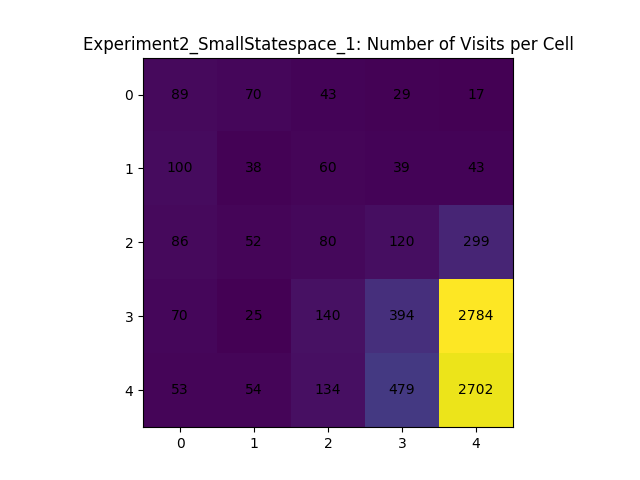 Experiment2_SmallStatespace_1: Number of Visits per Cell
0 89 70 43 29 17
1 100 38 60 39 43
2 86 52 80 120 299
3 70 25 140 394 2784
4 53 54 134 479 2702
0 1 2 3 4